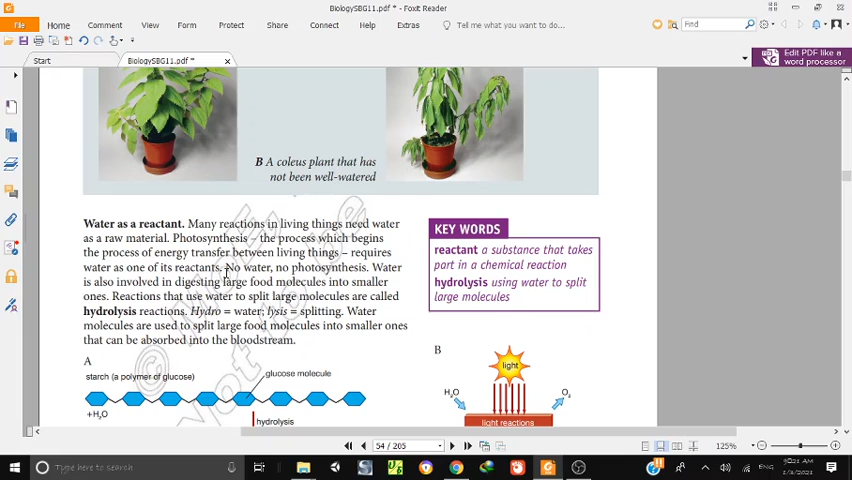 BiologySBG11.pdf * - Foxit Reader
File
Home
View
Form
Protect
Share
Connect
Help
Extras
Tell me what you want to do...
Find
Start
BiologySBG11.pdf *
Edit PDF like a
word processor
B A coleus plant that has
not been well-watered
Water as a reactant. Many reactions in living things need water
as a raw material. Photosynthesis – the process which begins
the process of energy transfer between living things – requires
water as one of its reactants. No water, no photosynthesis. Water
is also involved in digesting large food molecules into smaller
ones. Reactions that use water to split large molecules are called
hydrolysis reactions. Hydro = water; lysis = splitting. Water
molecules are used to split large food molecules into smaller ones
that can be absorbed into the bloodstream.
KEY WORDS
reactant a substance that takes
part in a chemical reaction
hydrolysis using water to split
large molecules
A
starch (a polymer of glucose)
glucose molecule
+H₂O
hydrolysis
B
light
H₂O
O₂
light reactions
© MoE
Not to be
54 / 205
125%
Type here to search
ENG